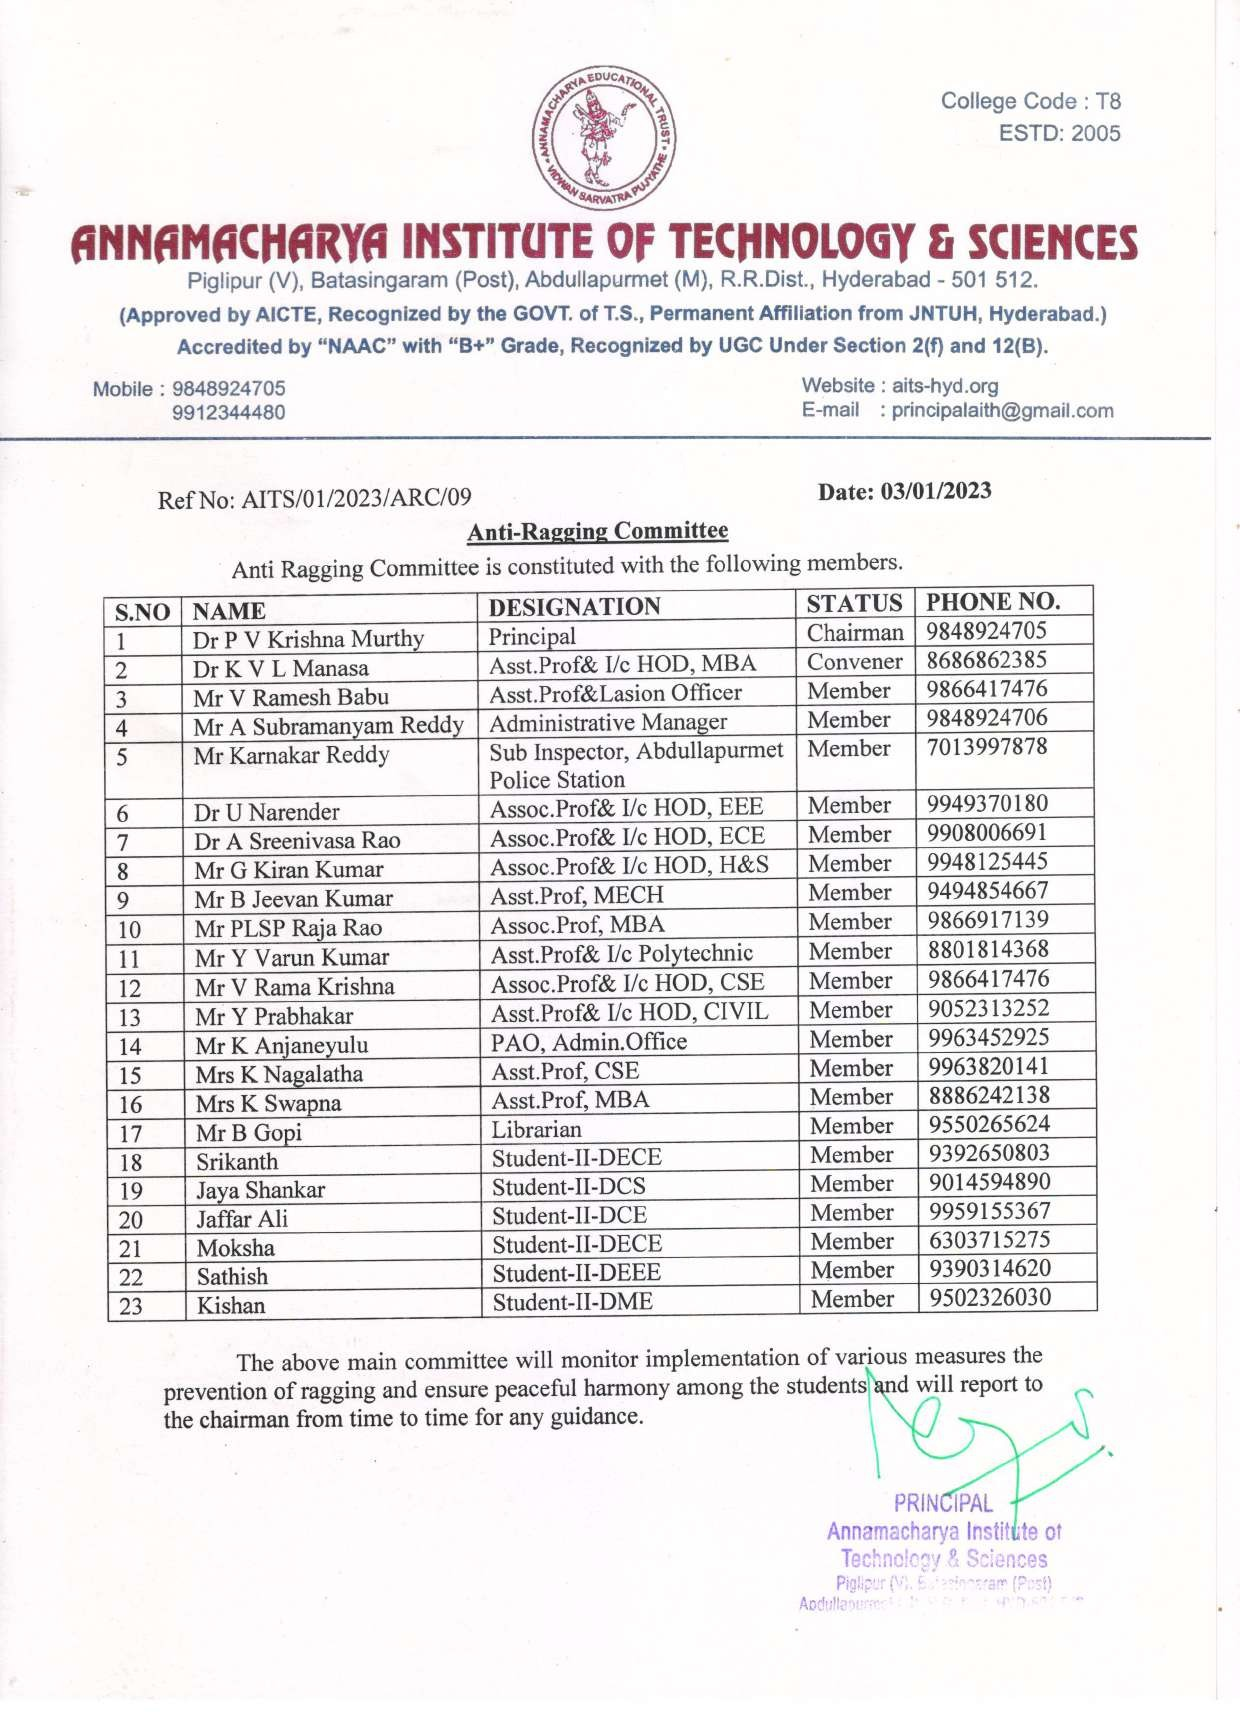 ANNAMACHARYA EDUCATIONAL TRUST
VIDWAN SARVATRA PUJYATHE
College Code : T8
ESTD: 2005
ANNAMACHARYA INSTITUTE OF TECHNOLOGY & SCIENCES
Piglipur (V), Batasingaram (Post), Abdullapurmet (M), R.R.Dist., Hyderabad - 501 512.
(Approved by AICTE, Recognized by the GOVT. of T.S., Permanent Affiliation from JNTUH, Hyderabad.)
Accredited by “NAAC” with “B+” Grade, Recognized by UGC Under Section 2(f) and 12(B).
Mobile : 9848924705 Website : aits-hyd.org
9912344480 E-mail : principalaith@gmail.com
Ref No: AITS/01/2023/ARC/09 Date: 03/01/2023
Anti-Ragging Committee
Anti Ragging Committee is constituted with the following members.
S.NO NAME DESIGNATION STATUS PHONE NO.
1 Dr P V Krishna Murthy Principal Chairman 9848924705
2 Dr K V L Manasa Asst.Prof& I/c HOD, MBA Convener 8686862385
3 Mr V Ramesh Babu Asst.Prof&Lasion Officer Member 9866417476
4 Mr A Subramanyam Reddy Administrative Manager Member 9848924706
5 Mr Karnakar Reddy Sub Inspector, Abdullapurmet Member 7013997878
Police Station
6 Dr U Narender Assoc.Prof& I/c HOD, EEE Member 9949370180
7 Dr A Sreenivasa Rao Assoc.Prof& I/c HOD, ECE Member 9908006691
8 Mr G Kiran Kumar Assoc.Prof& I/c HOD, H&S Member 9948125445
9 Mr B Jeevan Kumar Asst.Prof, MECH Member 9494854667
10 Mr PLSP Raja Rao Assoc.Prof, MBA Member 9866917139
11 Mr Y Varun Kumar Asst.Prof& I/c Polytechnic Member 8801814368
12 Mr V Rama Krishna Assoc.Prof& I/c HOD, CSE Member 9866417476
13 Mr Y Prabhakar Asst.Prof& I/c HOD, CIVIL Member 9052313252
14 Mr K Anjaneyulu PAO, Admin.Office Member 9963452925
15 Mrs K Nagalatha Asst.Prof, CSE Member 9963820141
16 Mrs K Swapna Asst.Prof, MBA Member 8886242138
17 Mr B Gopi Librarian Member 9550265624
18 Srikanth Student-II-DECE Member 9392650803
19 Jaya Shankar Student-II-DCS Member 9014594890
20 Jaffar Ali Student-II-DCE Member 9959155367
21 Moksha Student-II-DECE Member 6303715275
22 Sathish Student-II-DEEE Member 9390314620
23 Kishan Student-II-DME Member 9502326030
The above main committee will monitor implementation of various measures the
prevention of ragging and ensure peaceful harmony among the students and will report to
the chairman from time to time for any guidance.
PRINCIPAL
Annamacharya Institute of
Technology & Sciences
Piglipur (V), (Post)